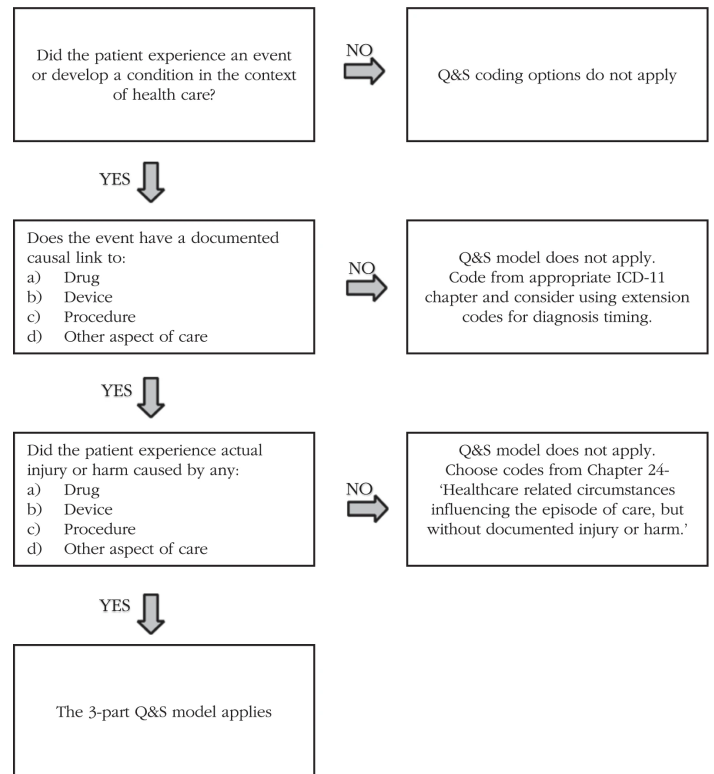 Did the patient experience an event
or develop a condition in the context
of health care?
NO
Q&S coding options do not apply
YES
Does the event have a documented
causal link to:
a) Drug
b) Device
c) Procedure
d) Other aspect of care
NO
Q&S model does not apply.
Code from appropriate ICD-11
chapter and consider using extension
codes for diagnosis timing.
YES
Did the patient experience actual
injury or harm caused by any:
a) Drug
b) Device
c) Procedure
d) Other aspect of care
NO
Q&S model does not apply.
Choose codes from Chapter 24-
‘Healthcare related circumstances
influencing the episode of care, but
without documented injury or harm.’
YES
The 3-part Q&S model applies